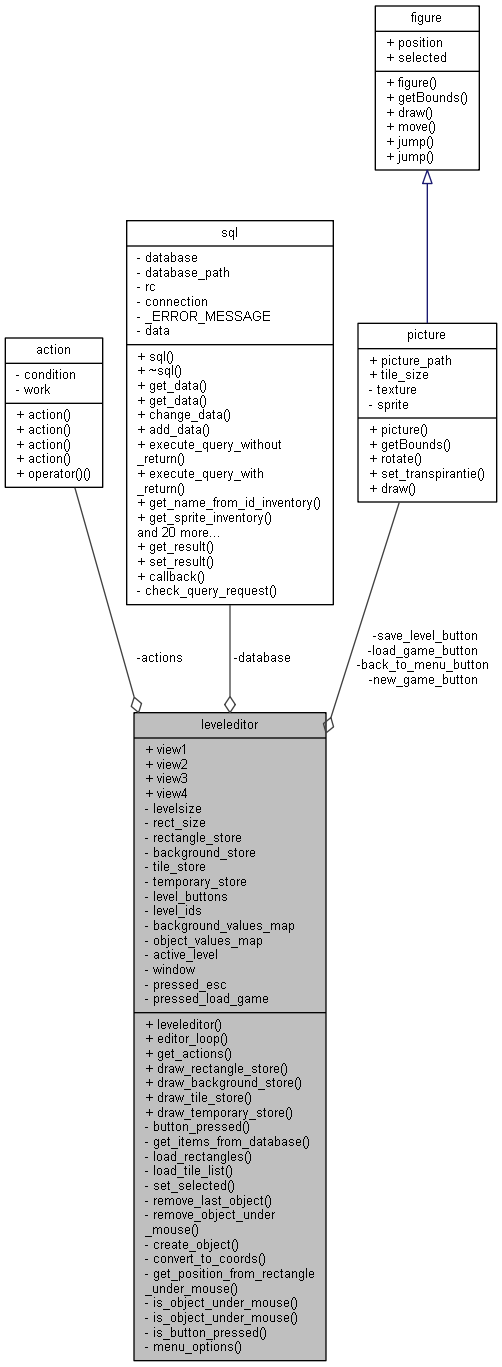 figure
+ position
+ selected
+ figure()
+ getBounds()
+ draw()
+ move()
+ jump()
+ jump()
sql
- database
- database_path
- rc
- connection
- _ERROR_MESSAGE
- data
+ sql()
+ ~sql()
+ get_data()
+ get_data()
+ change_data()
+ add_data()
+ execute_query_without
_return()
+ execute_query_with
_return()
+ get_name_from_id_inventory()
+ get_sprite_inventory()
and 20 more...
+ get_result()
+ set_result()
+ callback()
- check_query_request()
action
- condition
- work
+ action()
+ action()
+ action()
+ action()
+ operator()()
picture
+ picture_path
+ tile_size
- texture
- sprite
+ picture()
+ getBounds()
+ rotate()
+ set_transpirantie()
+ draw()
-actions
-database
-save_level_button
-load_game_button
-back_to_menu_button
-new_game_button
leveleditor
+ view1
+ view2
+ view3
+ view4
- levelsize
- rect_size
- rectangle_store
- background_store
- tile_store
- temporary_store
- level_buttons
- level_ids
- background_values_map
- object_values_map
- active_level
- window
- pressed_esc
- pressed_load_game
+ leveleditor()
+ editor_loop()
+ get_actions()
+ draw_rectangle_store()
+ draw_background_store()
+ draw_tile_store()
+ draw_temporary_store()
- button_pressed()
- get_items_from_database()
- load_rectangles()
- load_tile_list()
- set_selected()
- remove_last_object()
- remove_object_under
_mouse()
- create_object()
- convert_to_coords()
- get_position_from_rectangle
_under_mouse()
- is_object_under_mouse()
- is_object_under_mouse()
- is_button_pressed()
- menu_options()